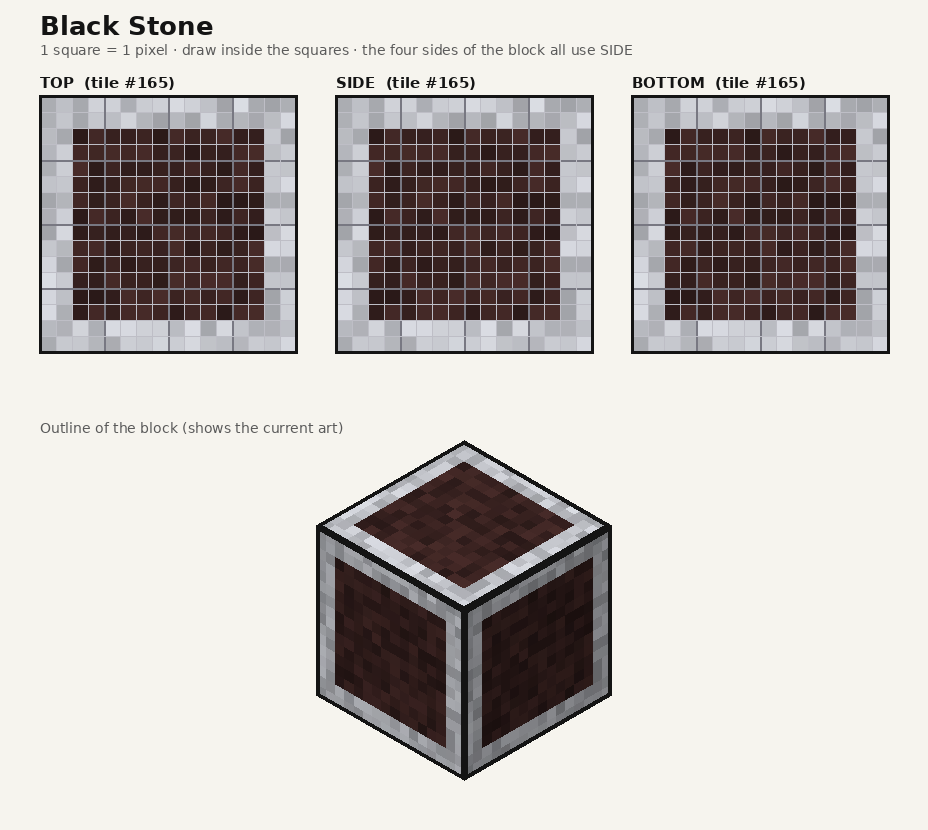 Black Stone
1 square = 1 pixel · draw inside the squares · the four sides of the block all use SIDE
TOP (tile #165)
SIDE (tile #165)
BOTTOM (tile #165)
Outline of the block (shows the current art)